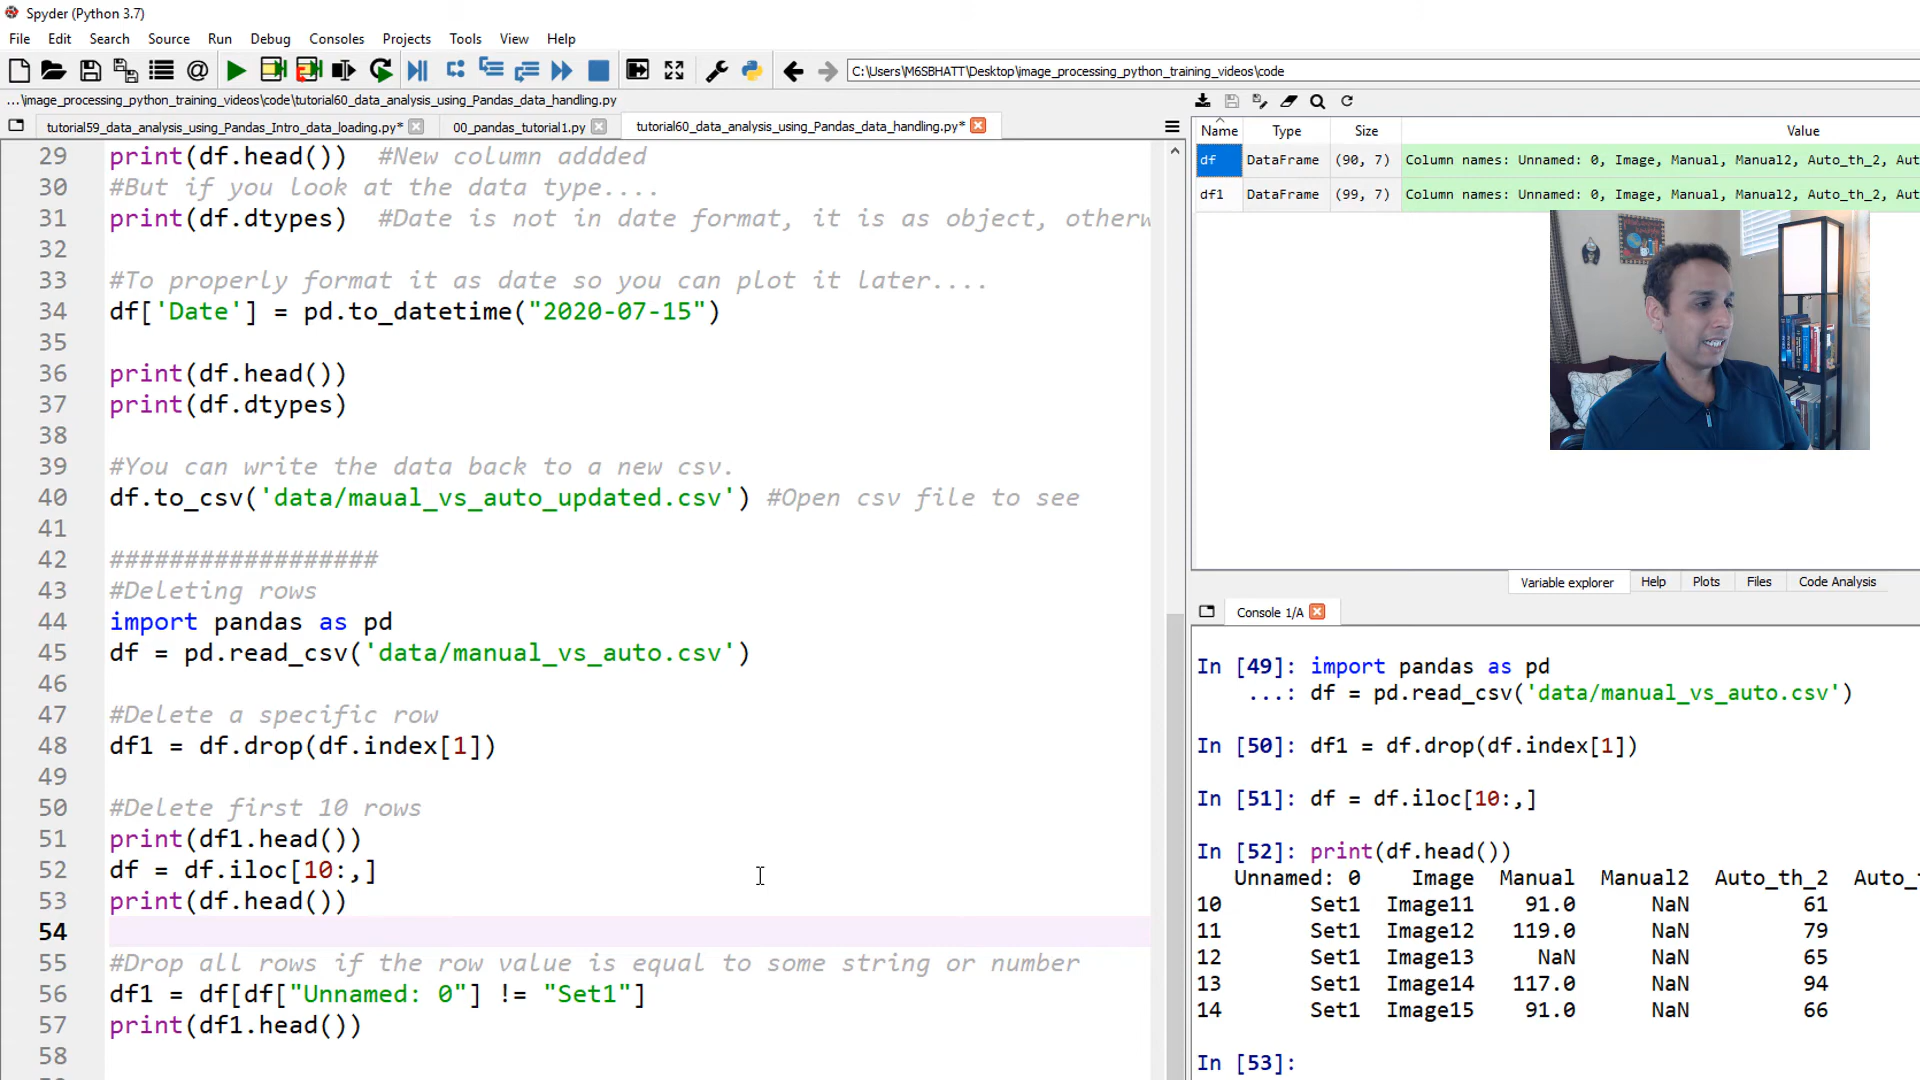 Spyder (Python 3.7)
File Edit Search Source Run Debug Consoles Projects Tools View Help
C:\Users\M6SBHATT\Desktop\image_processing_python_training_videos\code
...\image_processing_python_training_videos\code\tutorial60_data_analysis_using_Pandas_data_handling.py
tutorial59_data_analysis_using_Pandas_Intro_data_loading.py* 00_pandas_tutorial1.py tutorial60_data_analysis_using_Pandas_data_handling.py*
29 print(df.head()) #New column addded
30 #But if you look at the data type....
31 print(df.dtypes) #Date is not in date format, it is as object, otherw
32
33 #To properly format it as date so you can plot it later....
34 df['Date'] = pd.to_datetime("2020-07-15")
35
36 print(df.head())
37 print(df.dtypes)
38
39 #You can write the data back to a new csv.
40 df.to_csv('data/maual_vs_auto_updated.csv') #Open csv file to see
41
42 ##################
43 #Deleting rows
44 import pandas as pd
45 df = pd.read_csv('data/manual_vs_auto.csv')
46
47 #Delete a specific row
48 df1 = df.drop(df.index[1])
49
50 #Delete first 10 rows
51 print(df1.head())
52 df = df.iloc[10:,]
53 print(df.head())
54
55 #Drop all rows if the row value is equal to some string or number
56 df1 = df[df["Unnamed: 0"] != "Set1"]
57 print(df1.head())
58
Name Type Size Value
df DataFrame (90, 7) Column names: Unnamed: 0, Image, Manual, Manual2, Auto_th_2, Aut
df1 DataFrame (99, 7) Column names: Unnamed: 0, Image, Manual, Manual2, Auto_th_2, Aut
Variable explorer Help Plots Files Code Analysis
Console 1/A
In [49]: import pandas as pd
...: df = pd.read_csv('data/manual_vs_auto.csv')
In [50]: df1 = df.drop(df.index[1])
In [51]: df = df.iloc[10:,]
In [52]: print(df.head())
Unnamed: 0 Image Manual Manual2 Auto_th_2 Auto_
10 Set1 Image11 91.0 NaN 61
11 Set1 Image12 119.0 NaN 79
12 Set1 Image13 NaN NaN 65
13 Set1 Image14 117.0 NaN 94
14 Set1 Image15 91.0 NaN 66
In [53]: